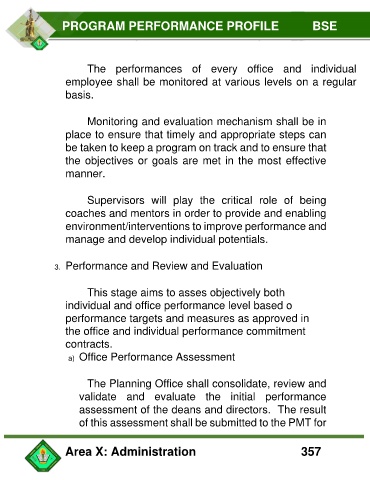 PROGRAM PERFORMANCE PROFILE BSE
The performances of every office and individual
employee shall be monitored at various levels on a regular
basis.
Monitoring and evaluation mechanism shall be in
place to ensure that timely and appropriate steps can
be taken to keep a program on track and to ensure that
the objectives or goals are met in the most effective
manner.
Supervisors will play the critical role of being
coaches and mentors in order to provide and enabling
environment/interventions to improve performance and
manage and develop individual potentials.
3. Performance and Review and Evaluation
This stage aims to asses objectively both
individual and office performance level based o
performance targets and measures as approved in
the office and individual performance commitment
contracts.
a) Office Performance Assessment
The Planning Office shall consolidate, review and
validate and evaluate the initial performance
assessment of the deans and directors. The result
of this assessment shall be submitted to the PMT for
Area X: Administration 357